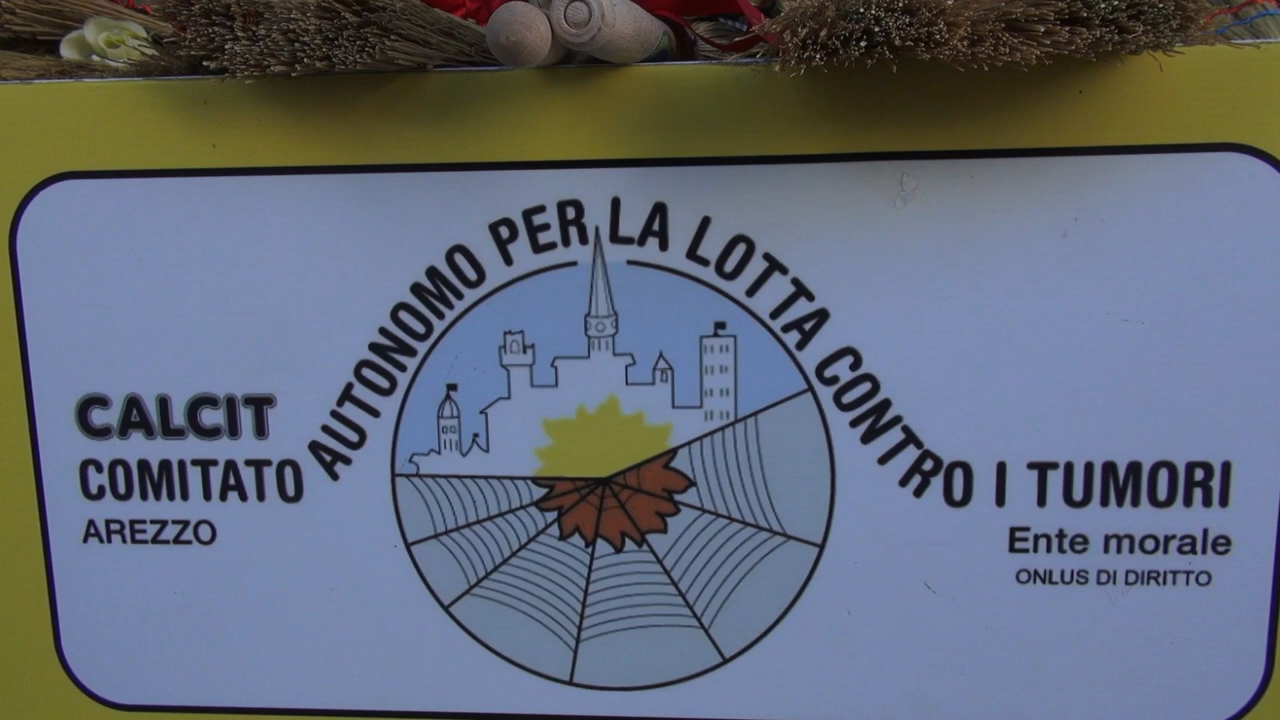 CALCIT
COMITATO AUTONOMO PER LA LOTTA CONTRO I TUMORI
AREZZO
Ente morale
ONLUS DI DIRITTO